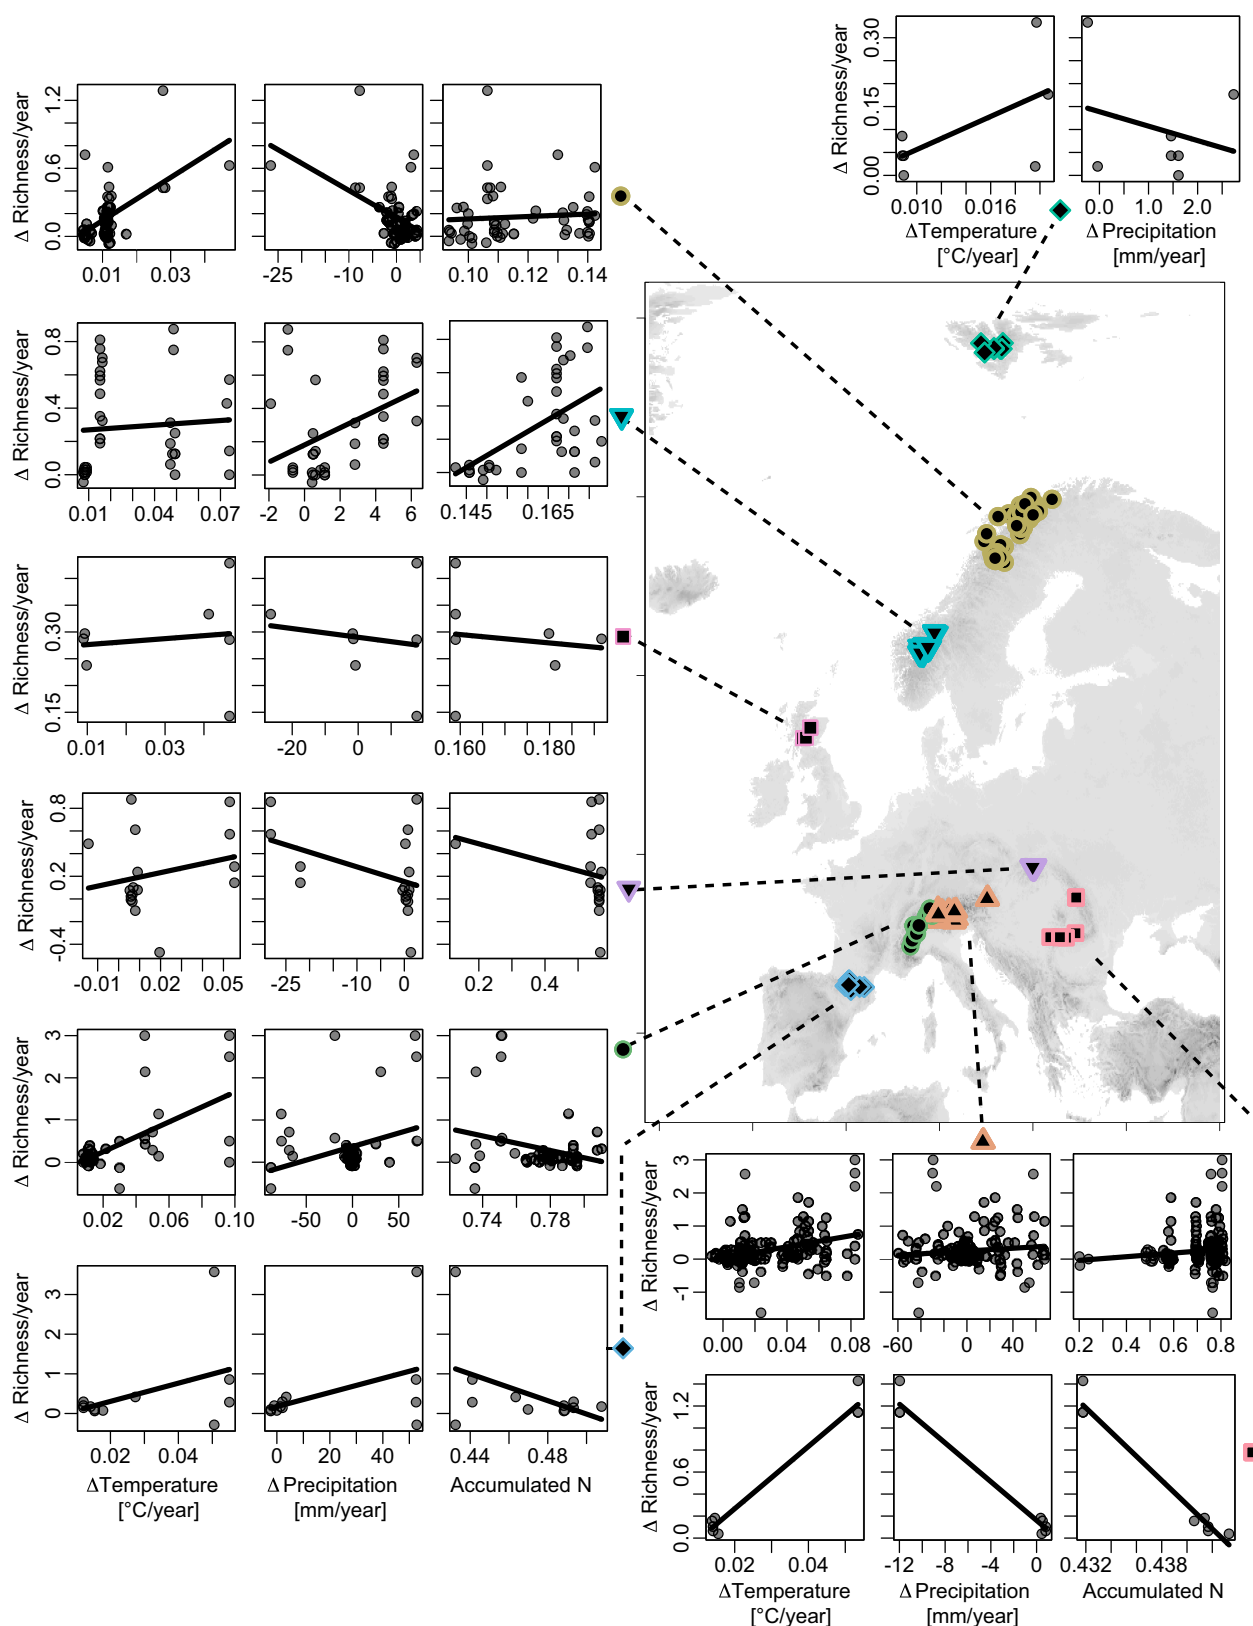 Δ Richness/year
0.00 0.15 0.30
0.010 0.016
0.0 1.0 2.0
ΔTemperature
[°C/year]
Δ Precipitation
[mm/year]
Δ Richness/year
0.0 0.6 1.2
0.01 0.03
-25 -10 0
0.10 0.12 0.14
Δ Richness/year
0.0 0.4 0.8
0.01 0.04 0.07
-2 0 2 4 6
0.145 0.165
Δ Richness/year
0.15 0.30
0.01 0.03
-20 0
0.160 0.180
Δ Richness/year
-0.4 0.2 0.8
-0.01 0.02 0.05
-25 0
0.2 0.4
Δ Richness/year
0 1 2 3
0.02 0.06 0.10
-50 0 50
0.74 0.78
Δ Richness/year
0 1 2 3
0.02 0.04
0 20 40
0.44 0.48
ΔTemperature
[°C/year]
Δ Precipitation
[mm/year]
Accumulated N
Δ Richness/year
-1 0 1 2 3
0.00 0.04 0.08
-60 0 40
0.2 0.4 0.6 0.8
Δ Richness/year
0.0 0.6 1.2
0.02 0.04
-12 -8 -4 0
0.432 0.438
ΔTemperature
[°C/year]
Δ Precipitation
[mm/year]
Accumulated N